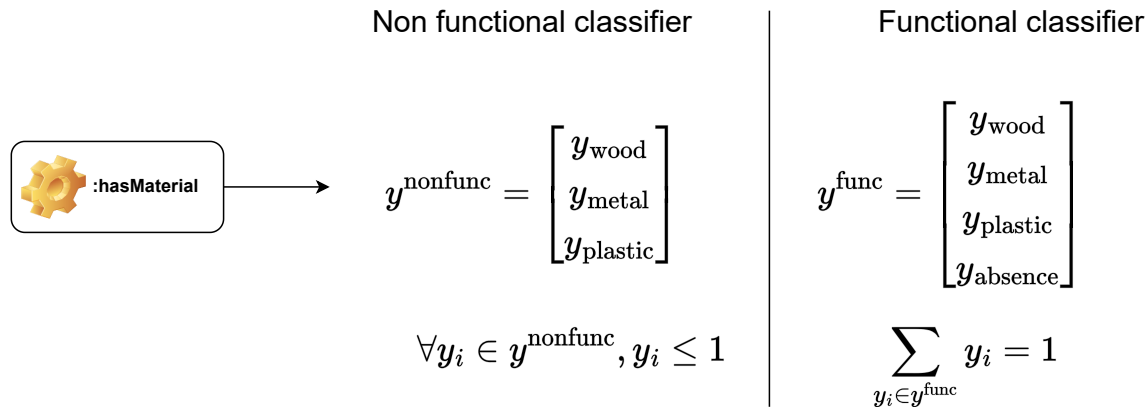 Non functional classifier
Functional classifier
:hasMaterial
y^nonfunc = [y_wood
y_metal
y_plastic]
y^func = [y_wood
y_metal
y_plastic
y_absence]
∀y_i ∈ y^nonfunc, y_i ≤ 1
∑_{y_i∈y^func} y_i = 1